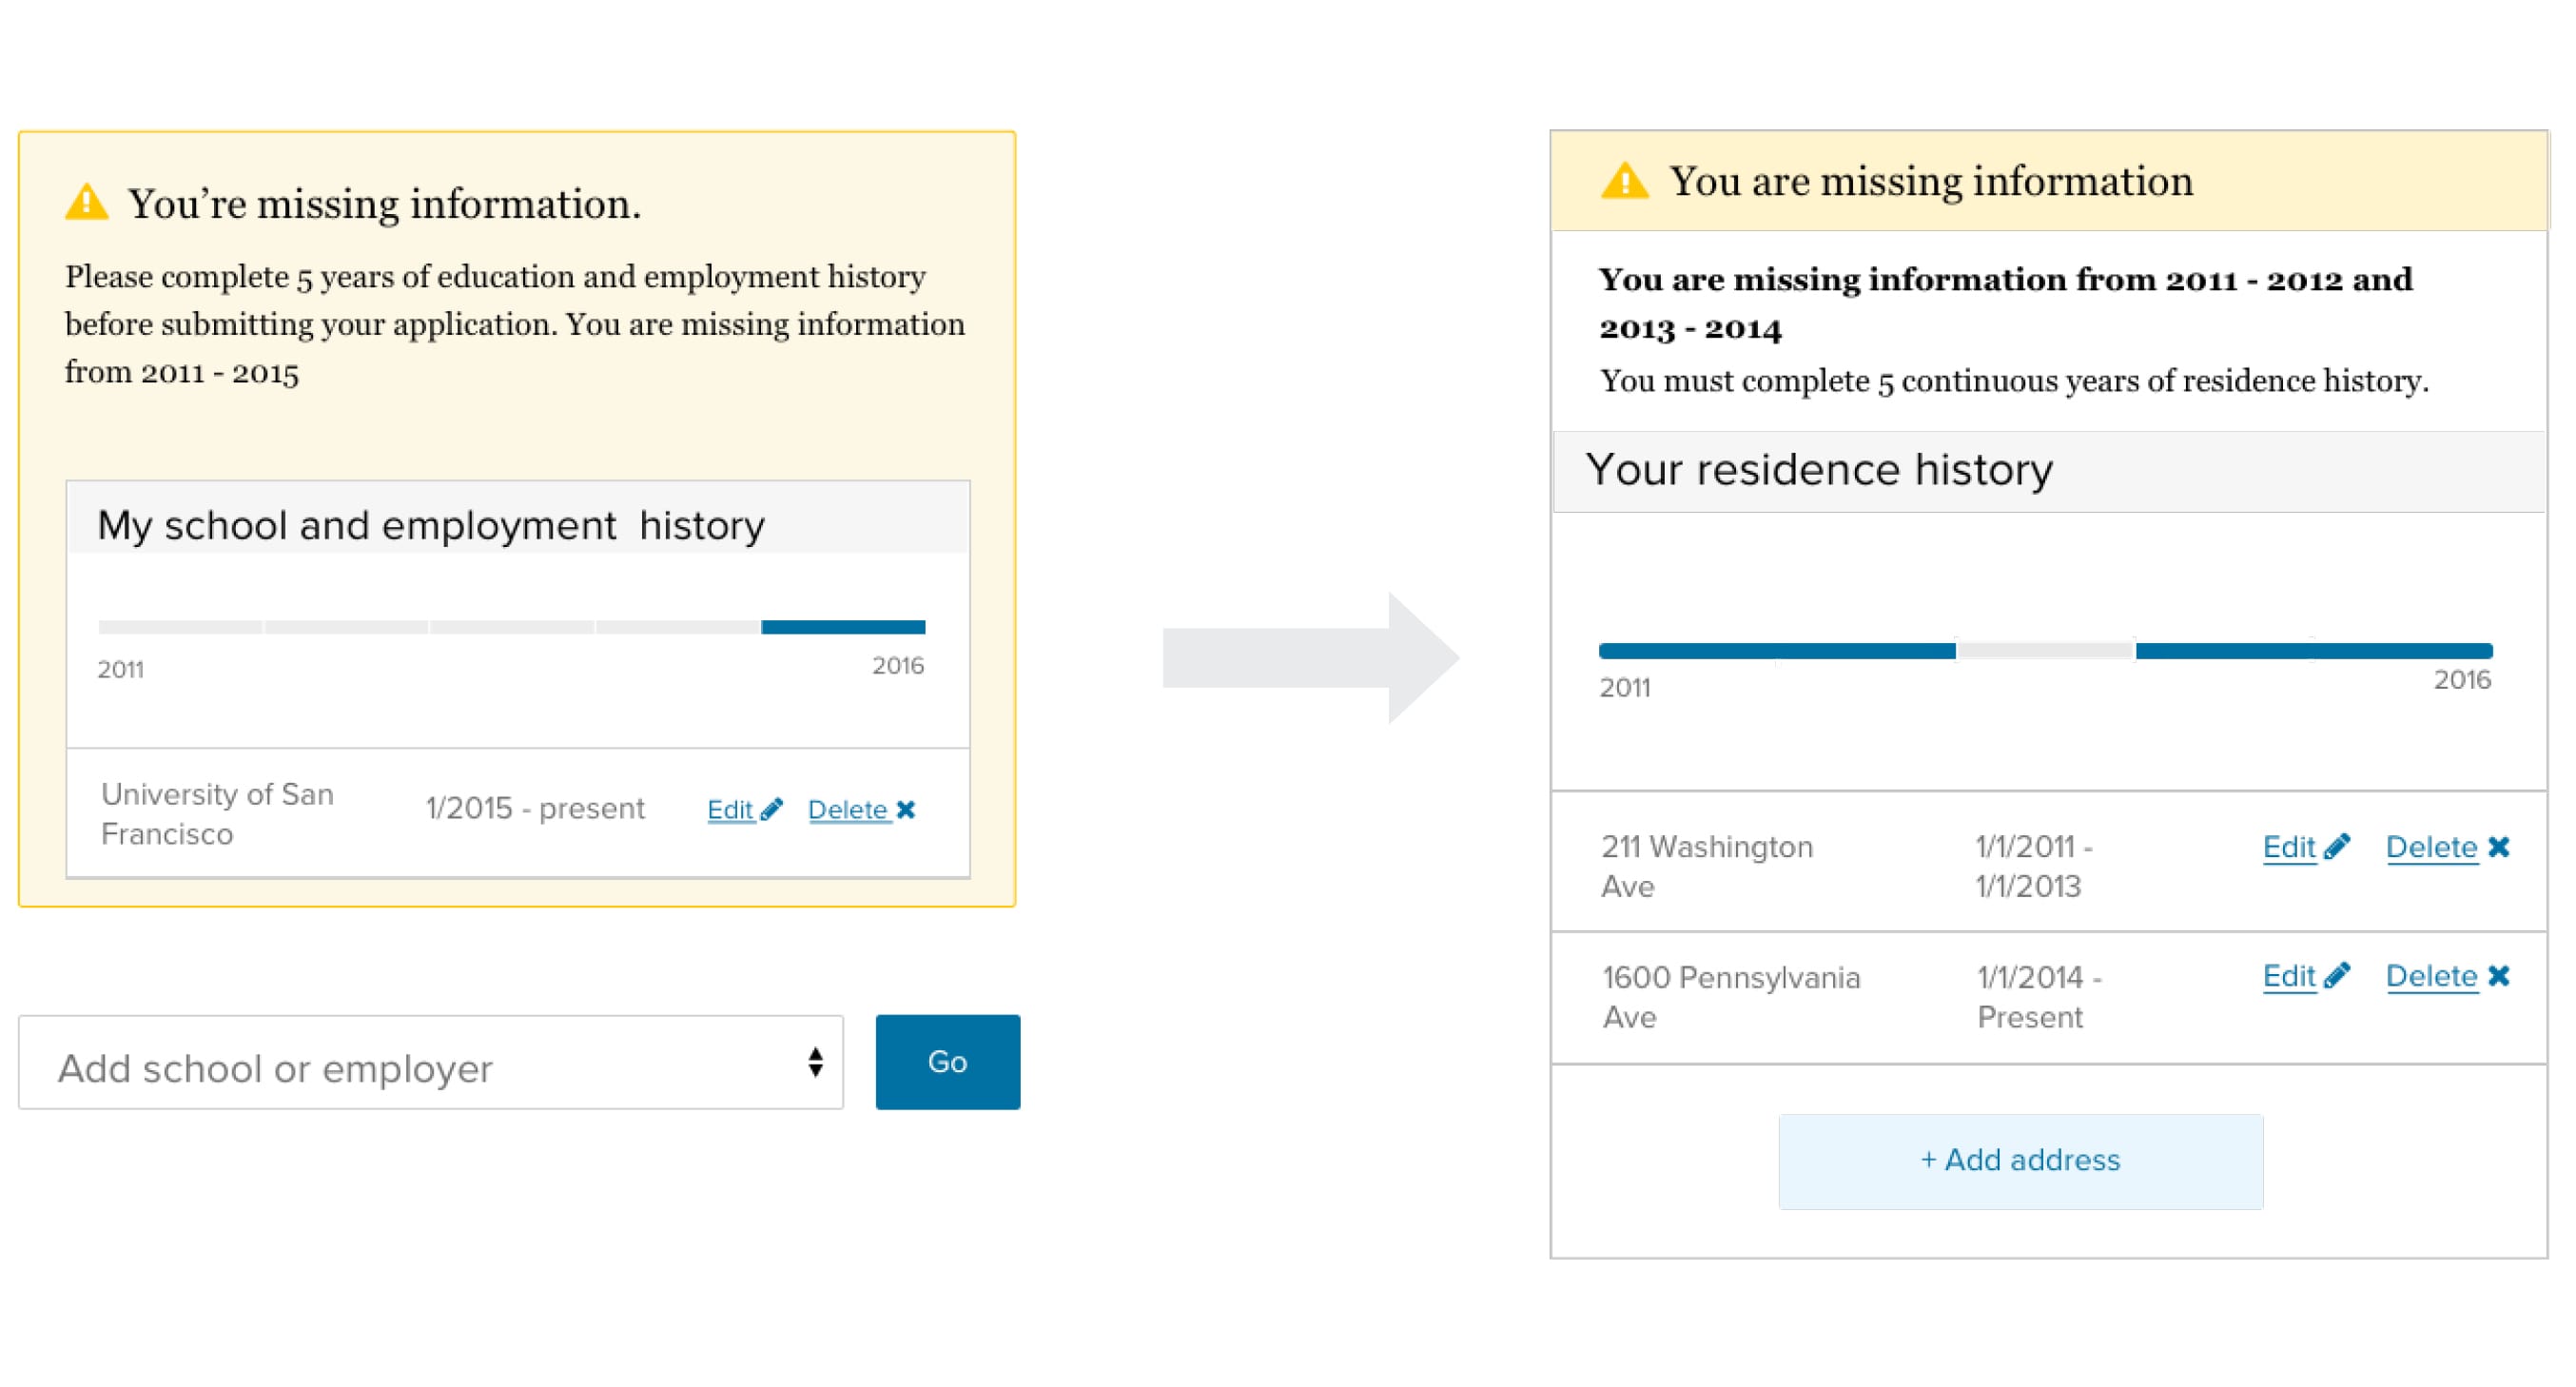 You’re missing information.
Please complete 5 years of education and employment history
before submitting your application. You are missing information
from 2011 - 2015
My school and employment history
2011
2016
University of San
Francisco
1/2015 - present
Edit
Delete
Add school or employer
Go
You are missing information
You are missing information from 2011 - 2012 and
2013 - 2014
You must complete 5 continuous years of residence history.
Your residence history
2011
2016
211 Washington
Ave
1/1/2011 -
1/1/2013
Edit
Delete
1600 Pennsylvania
Ave
1/1/2014 -
Present
Edit
Delete
+ Add address